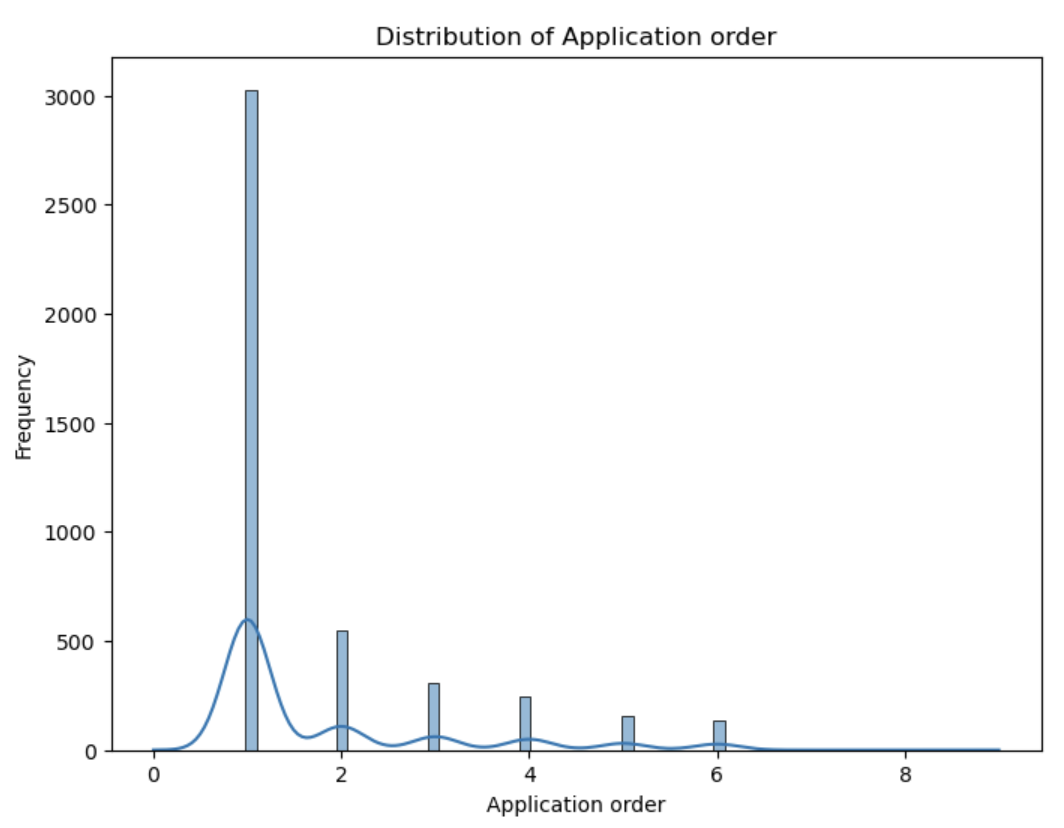 Distribution of Application order
3000
2500
2000
1500
1000
500
0
Frequency
0 2 4 6 8
Application order